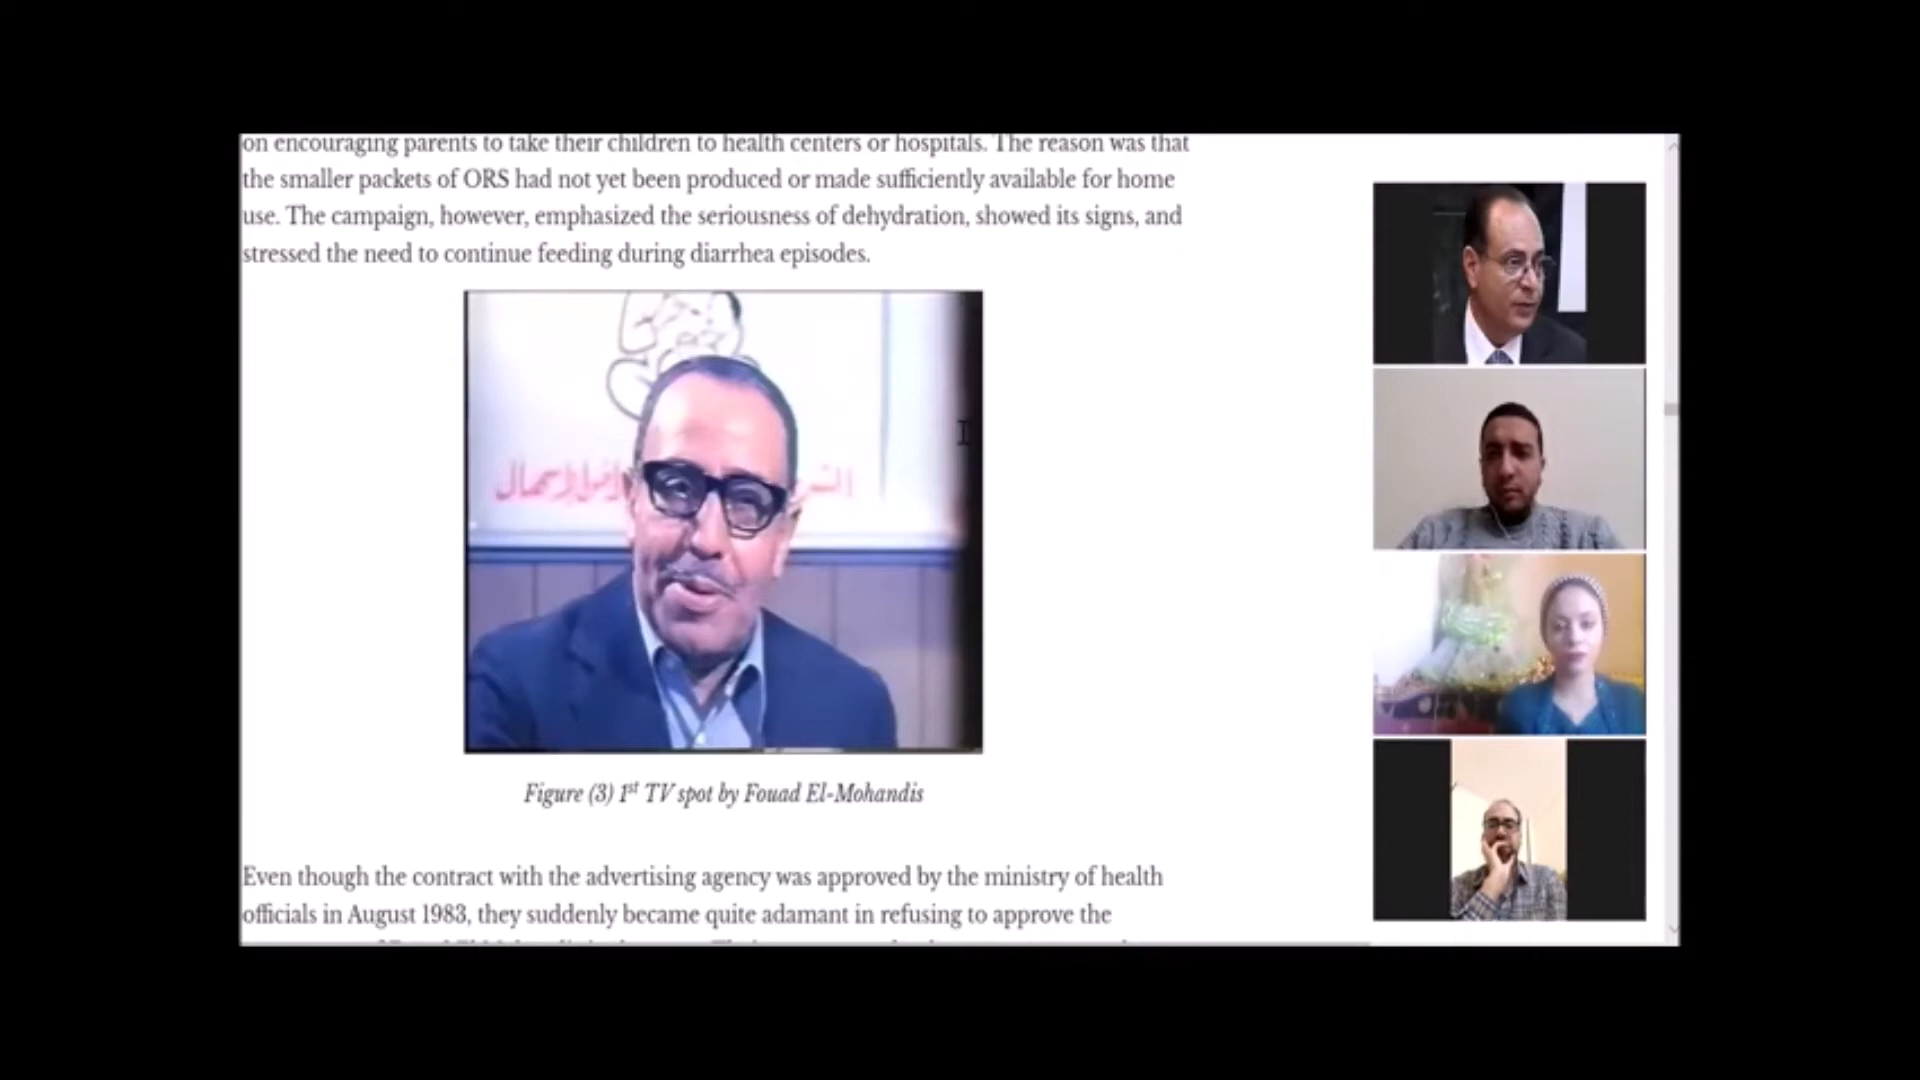 on encouraging parents to take their children to health centers or hospitals. The reason was that
the smaller packets of ORS had not yet been produced or made sufficiently available for home
use. The campaign, however, emphasized the seriousness of dehydration, showed its signs, and
stressed the need to continue feeding during diarrhea episodes.
Figure (3) 1st TV spot by Fouad El-Mohandis
Even though the contract with the advertising agency was approved by the ministry of health
officials in August 1983, they suddenly became quite adamant in refusing to approve the